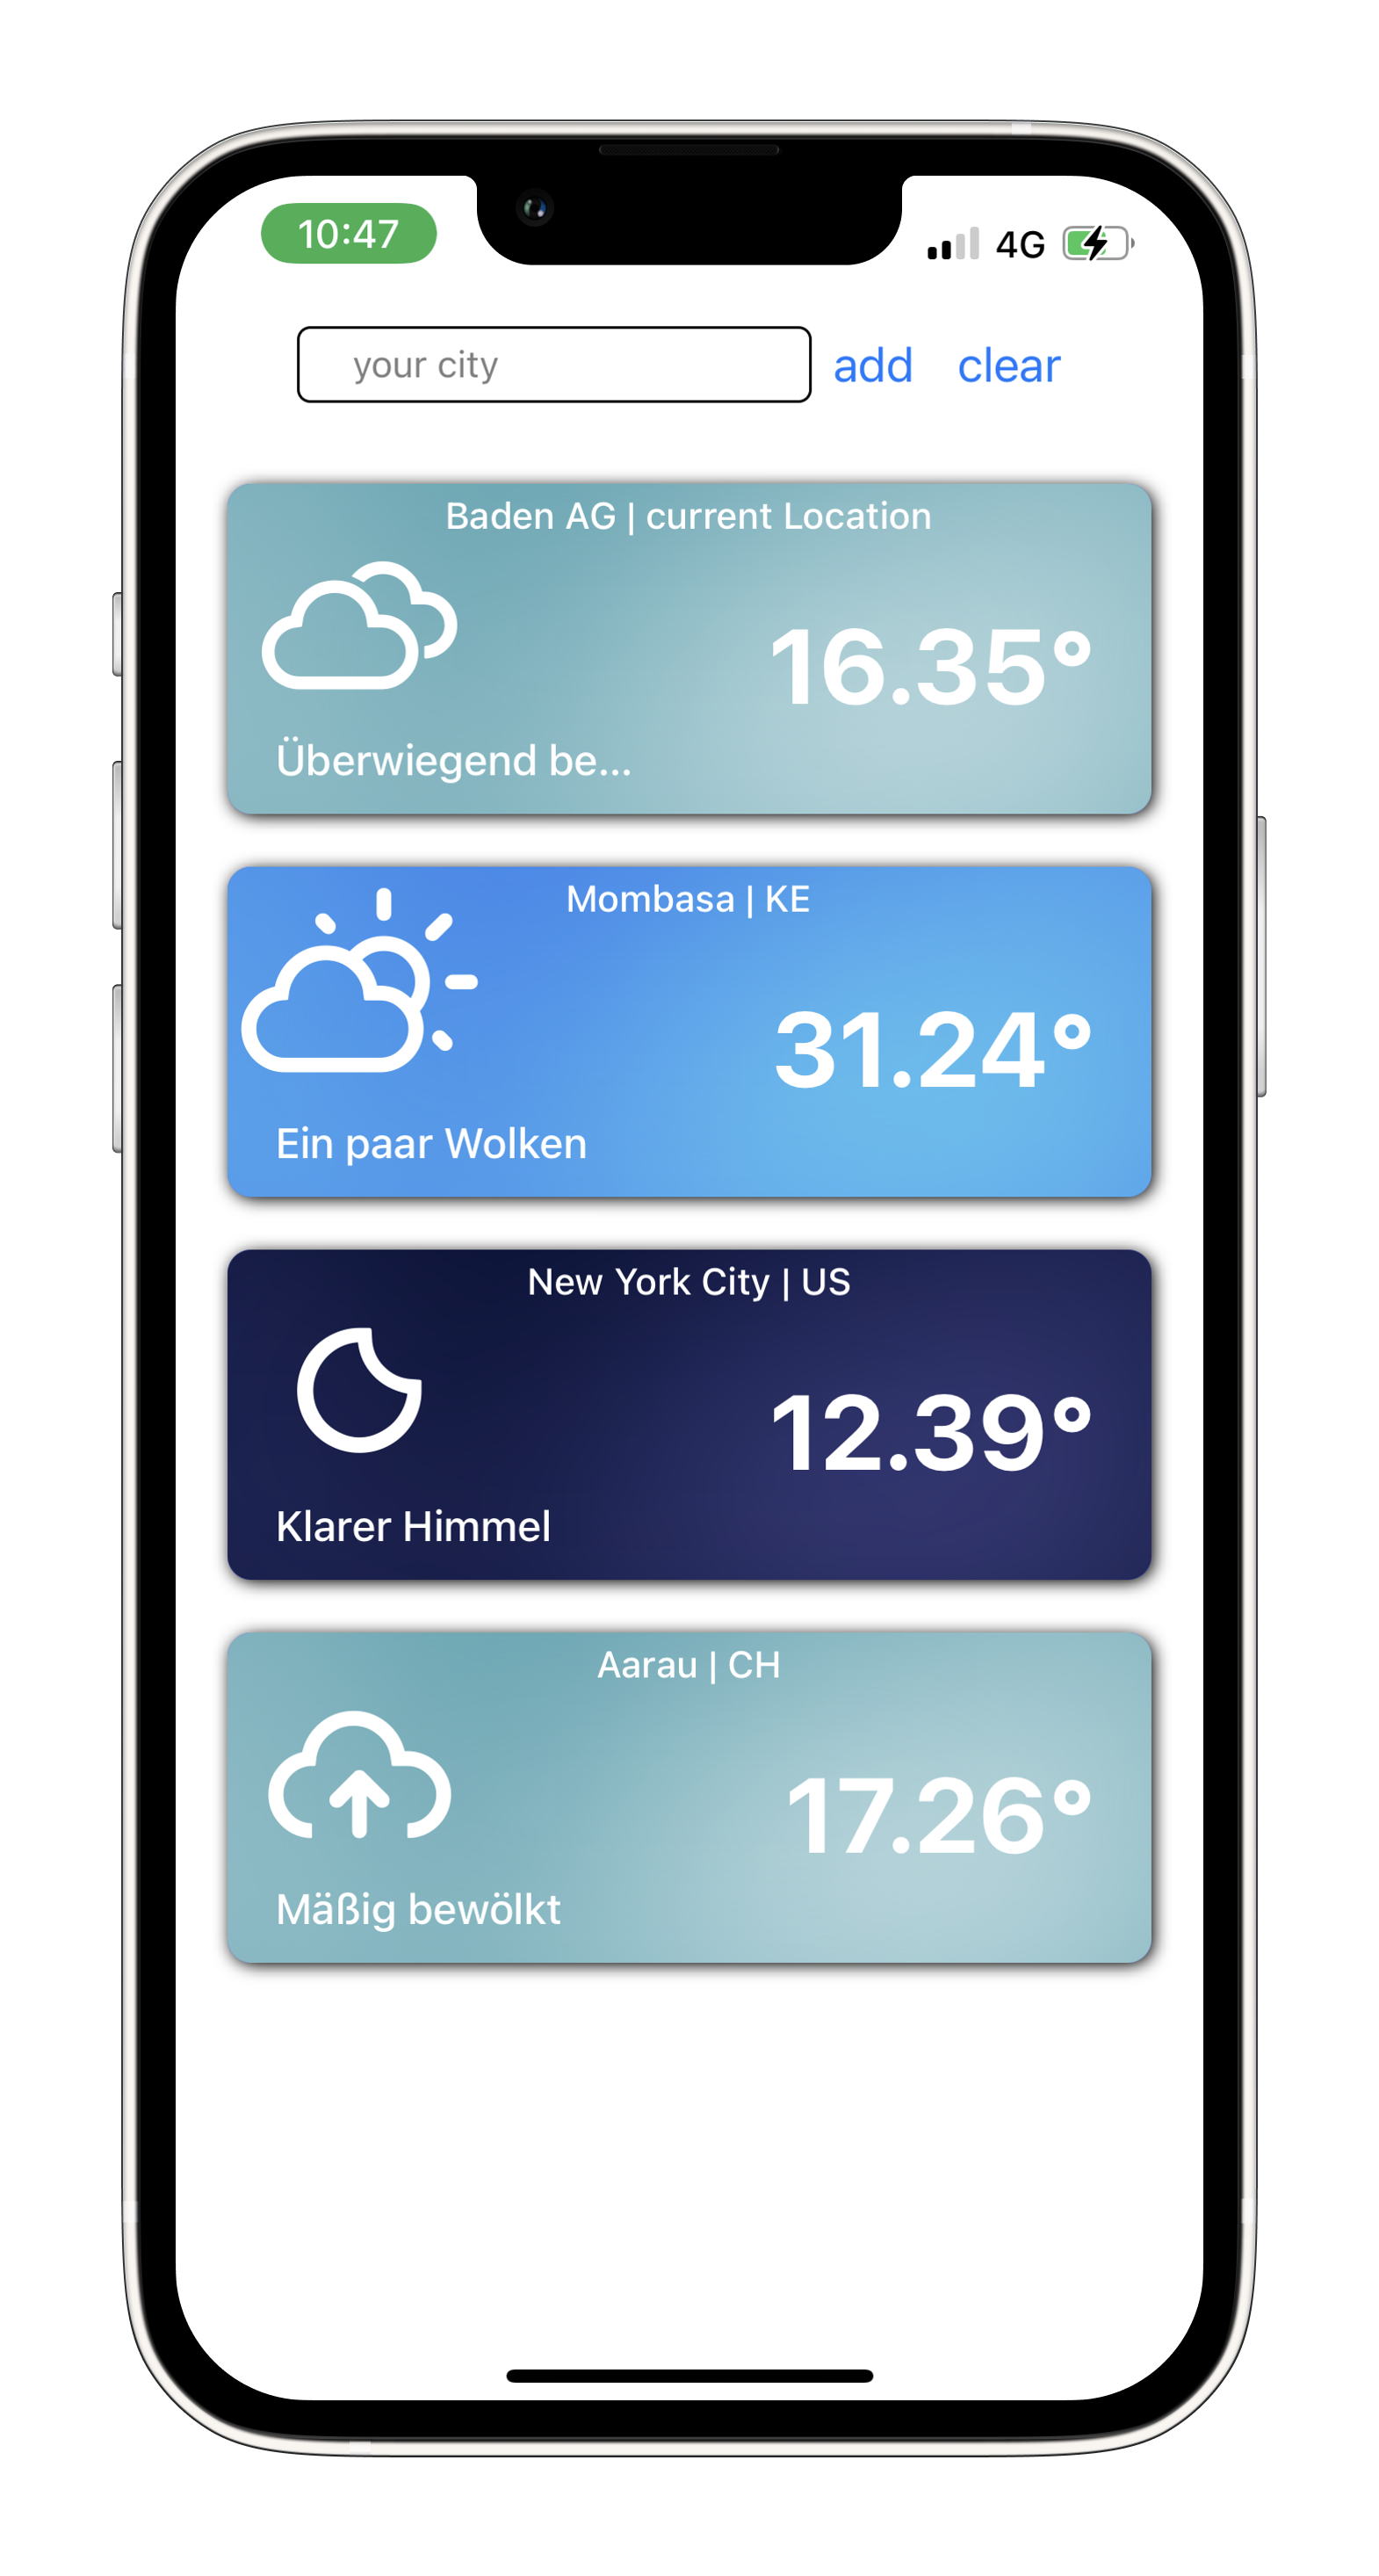 10:47
4G
your city
add clear
Baden AG | current Location
16.35°
Überwiegend be...
Mombasa | KE
31.24°
Ein paar Wolken
New York City | US
12.39°
Klarer Himmel
Aarau | CH
17.26°
Mäßig bewölkt